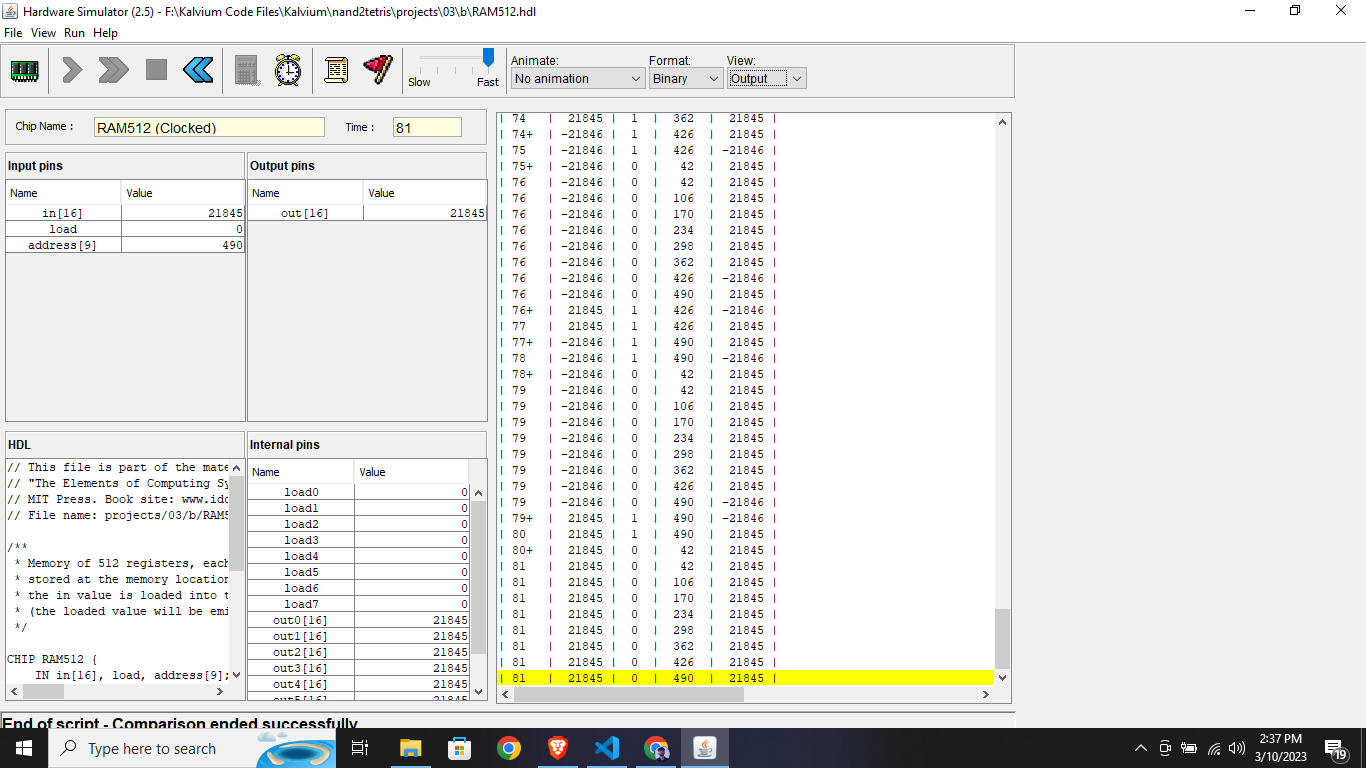 Hardware Simulator (2.5) - F:\Kalvium Code Files\Kalvium\nand2tetris\projects\03\b\RAM512.hdl
File View Run Help
Slow Fast
Animate: Format: View:
No animation Binary Output
Chip Name : RAM512 (Clocked) Time : 81
Input pins
Name Value
in[16] 21845
load 0
address[9] 490
Output pins
Name Value
out[16] 21845
HDL
// This file is part of the mate
// "The Elements of Computing Sy
// MIT Press. Book site: www.idc
// File name: projects/03/b/RAM5
/**
* Memory of 512 registers, each
* stored at the memory location
* the in value is loaded into t
* (the loaded value will be emi
*/
CHIP RAM512 {
IN in[16], load, address[9];
Internal pins
Name Value
load0 0
load1 0
load2 0
load3 0
load4 0
load5 0
load6 0
load7 0
out0[16] 21845
out1[16] 21845
out2[16] 21845
out3[16] 21845
out4[16] 21845
out5[16] 21845
| 74 | 21845 | 1 | 362 | 21845 |
| 74+ | -21846 | 1 | 426 | 21845 |
| 75 | -21846 | 1 | 426 | -21846 |
| 75+ | -21846 | 0 | 42 | 21845 |
| 76 | -21846 | 0 | 42 | 21845 |
| 76 | -21846 | 0 | 106 | 21845 |
| 76 | -21846 | 0 | 170 | 21845 |
| 76 | -21846 | 0 | 234 | 21845 |
| 76 | -21846 | 0 | 298 | 21845 |
| 76 | -21846 | 0 | 362 | 21845 |
| 76 | -21846 | 0 | 426 | -21846 |
| 76 | -21846 | 0 | 490 | 21845 |
| 76+ | 21845 | 1 | 426 | -21846 |
| 77 | 21845 | 1 | 426 | 21845 |
| 77+ | -21846 | 1 | 490 | 21845 |
| 78 | -21846 | 1 | 490 | -21846 |
| 78+ | -21846 | 0 | 42 | 21845 |
| 79 | -21846 | 0 | 42 | 21845 |
| 79 | -21846 | 0 | 106 | 21845 |
| 79 | -21846 | 0 | 170 | 21845 |
| 79 | -21846 | 0 | 234 | 21845 |
| 79 | -21846 | 0 | 298 | 21845 |
| 79 | -21846 | 0 | 362 | 21845 |
| 79 | -21846 | 0 | 426 | 21845 |
| 79 | -21846 | 0 | 490 | -21846 |
| 79+ | 21845 | 1 | 490 | -21846 |
| 80 | 21845 | 1 | 490 | 21845 |
| 80+ | 21845 | 0 | 42 | 21845 |
| 81 | 21845 | 0 | 42 | 21845 |
| 81 | 21845 | 0 | 106 | 21845 |
| 81 | 21845 | 0 | 170 | 21845 |
| 81 | 21845 | 0 | 234 | 21845 |
| 81 | 21845 | 0 | 298 | 21845 |
| 81 | 21845 | 0 | 362 | 21845 |
| 81 | 21845 | 0 | 426 | 21845 |
| 81 | 21845 | 0 | 490 | 21845 |
End of script - Comparison ended successfully
Type here to search
2:37 PM
3/10/2023
19